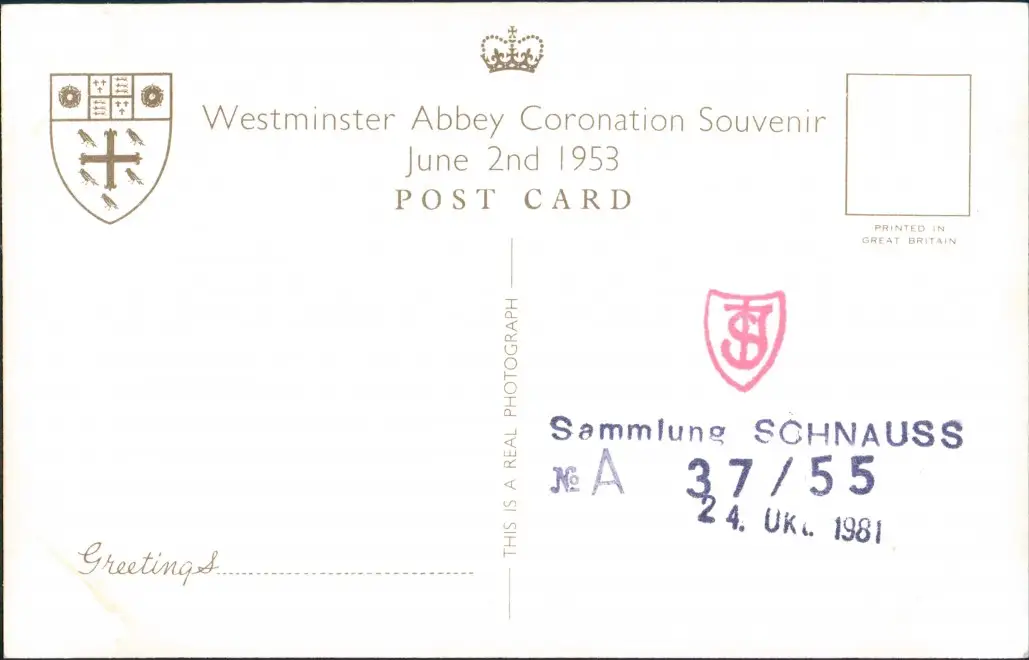 Westminster Abbey Coronation Souvenir
June 2nd 1953
POST CARD
PRINTED IN
GREAT BRITAIN
THIS IS A REAL PHOTOGRAPH
Sammlung SCHNAUSS
№ A 37/55
24. OKt. 1981
Greetings